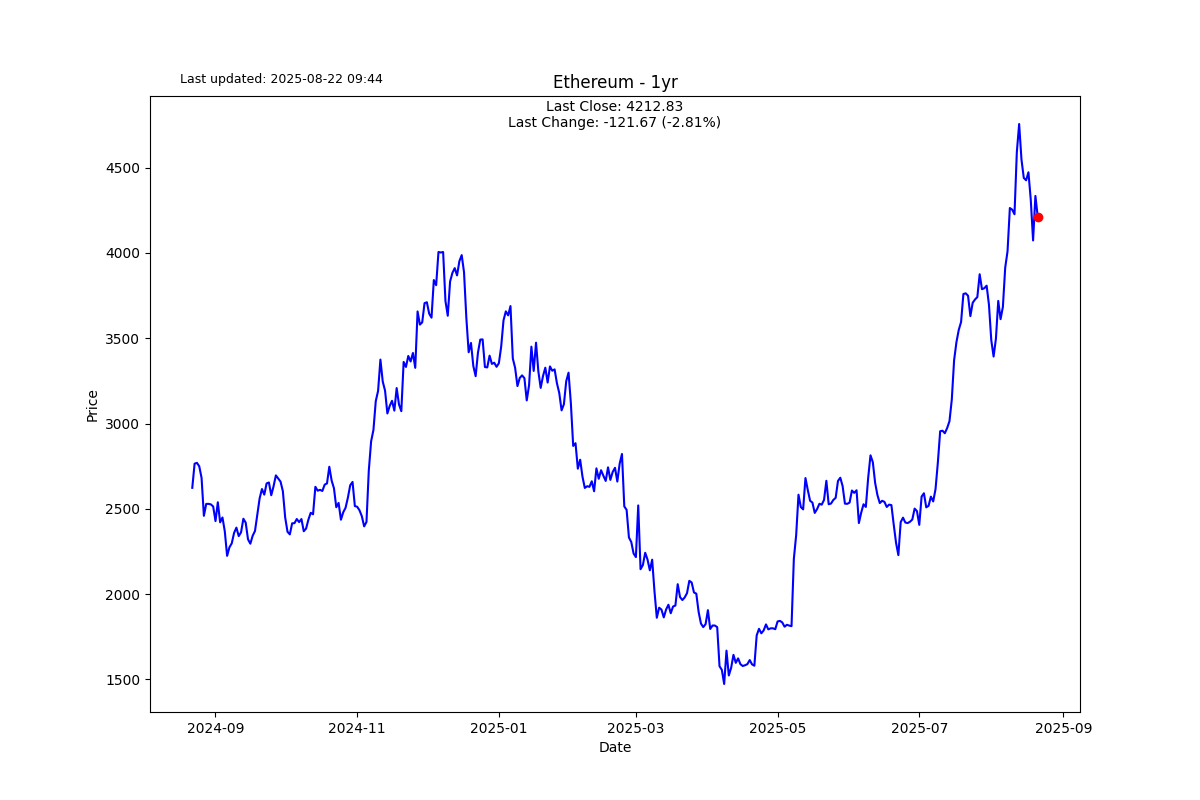 Last updated: 2025-08-22 09:44
Ethereum - 1yr
Last Close: 4212.83
Last Change: -121.67 (-2.81%)
4500
4000
3500
3000
2500
2000
1500
Price
2024-09 2024-11 2025-01 2025-03 2025-05 2025-07 2025-09
Date